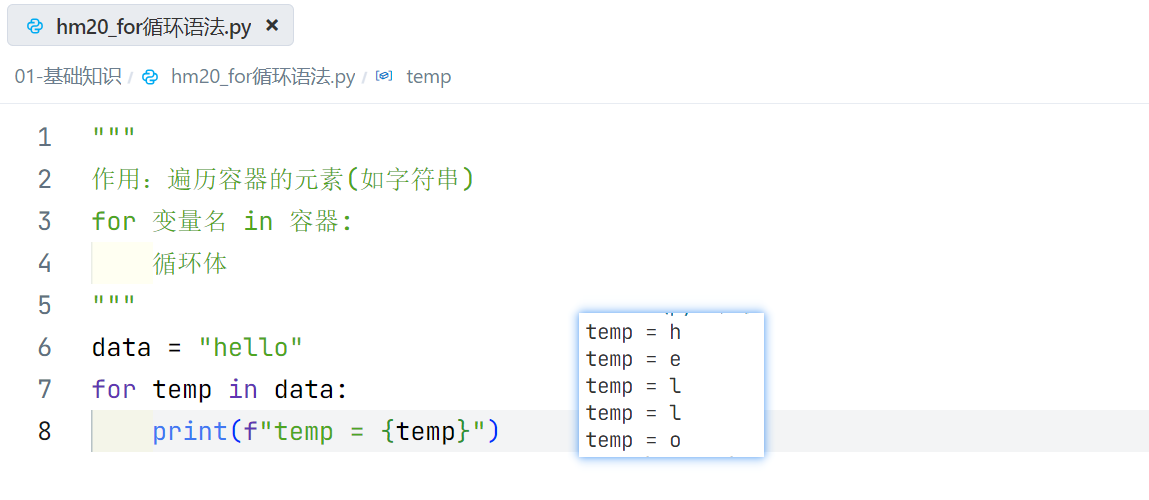 hm20_for循环语法.py ×
01-基础知识 / hm20_for循环语法.py / temp
1 """
2 作用：遍历容器的元素(如字符串)
3 for 变量名 in 容器:
4     循环体
5 """
6 data = "hello"
7 for temp in data:
8     print(f"temp = {temp}")
temp = h
temp = e
temp = l
temp = l
temp = o